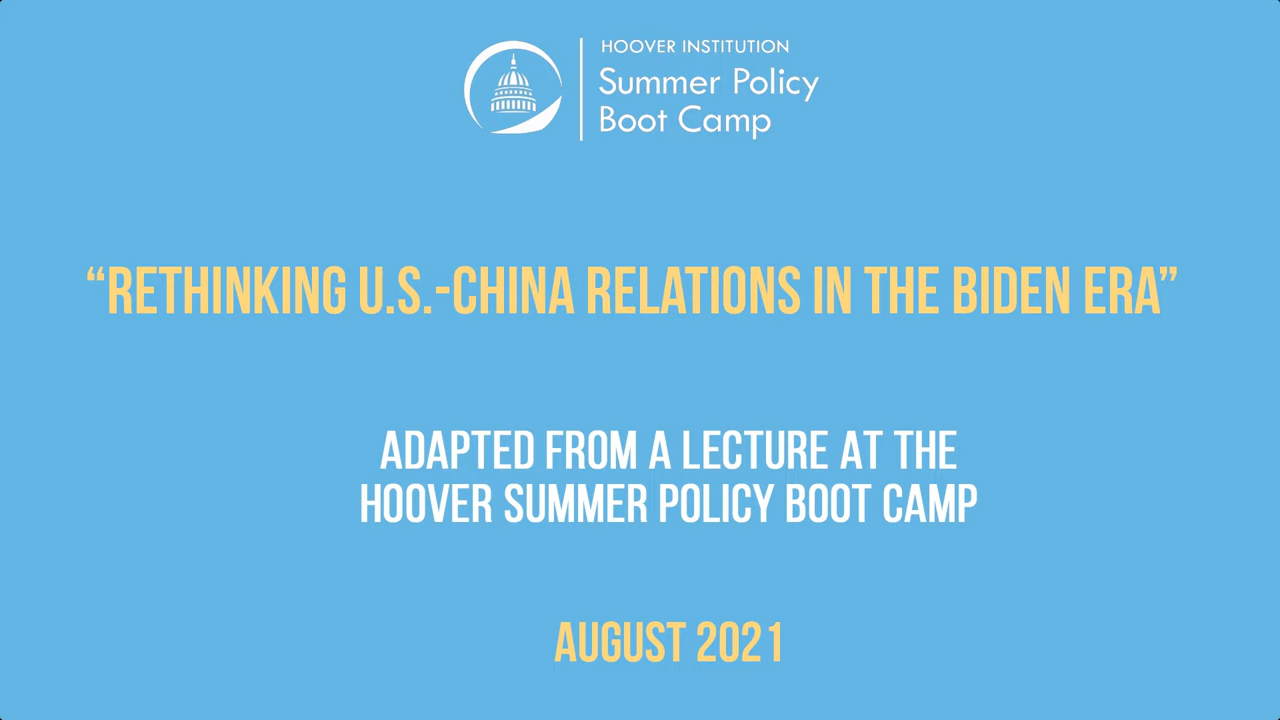 HOOVER INSTITUTION
Summer Policy
Boot Camp
“RETHINKING U.S.-CHINA RELATIONS IN THE BIDEN ERA”
ADAPTED FROM A LECTURE AT THE
HOOVER SUMMER POLICY BOOT CAMP
AUGUST 2021